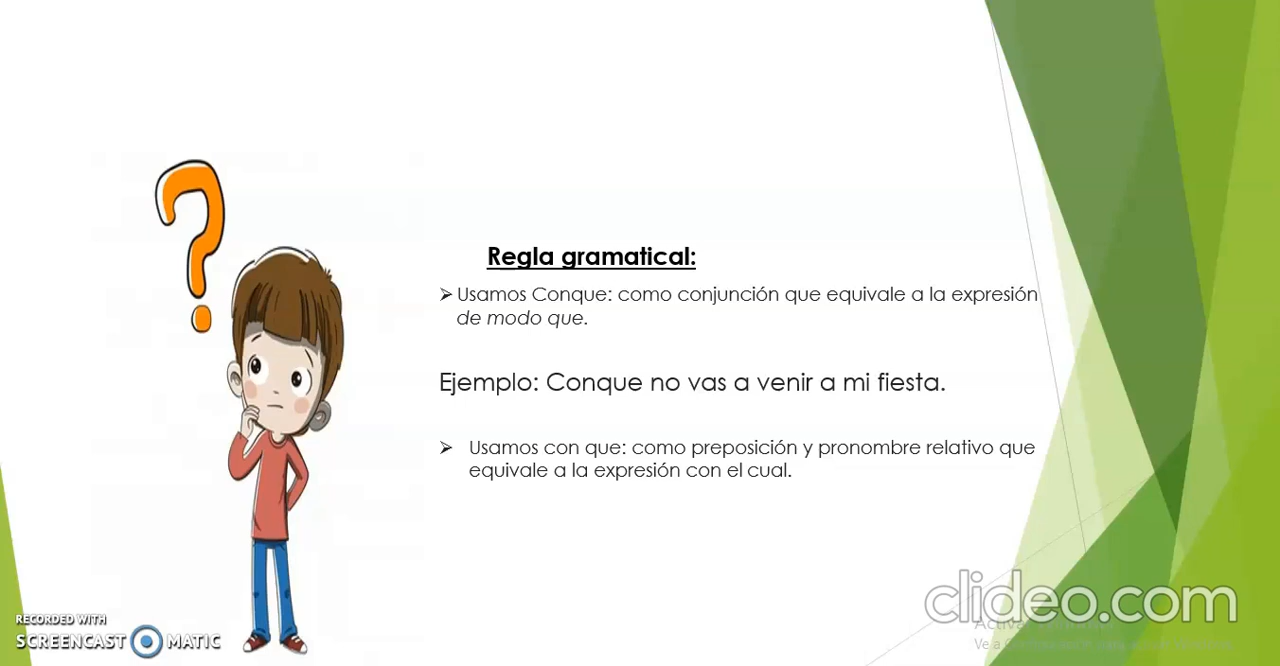 Regla gramatical:
➢ Usamos Conque: como conjunción que equivale a la expresión
de modo que.
Ejemplo: Conque no vas a venir a mi fiesta.
➢ Usamos con que: como preposición y pronombre relativo que
equivale a la expresión con el cual.
clideo.com
RECORDED WITH
SCREENCAST MATIC